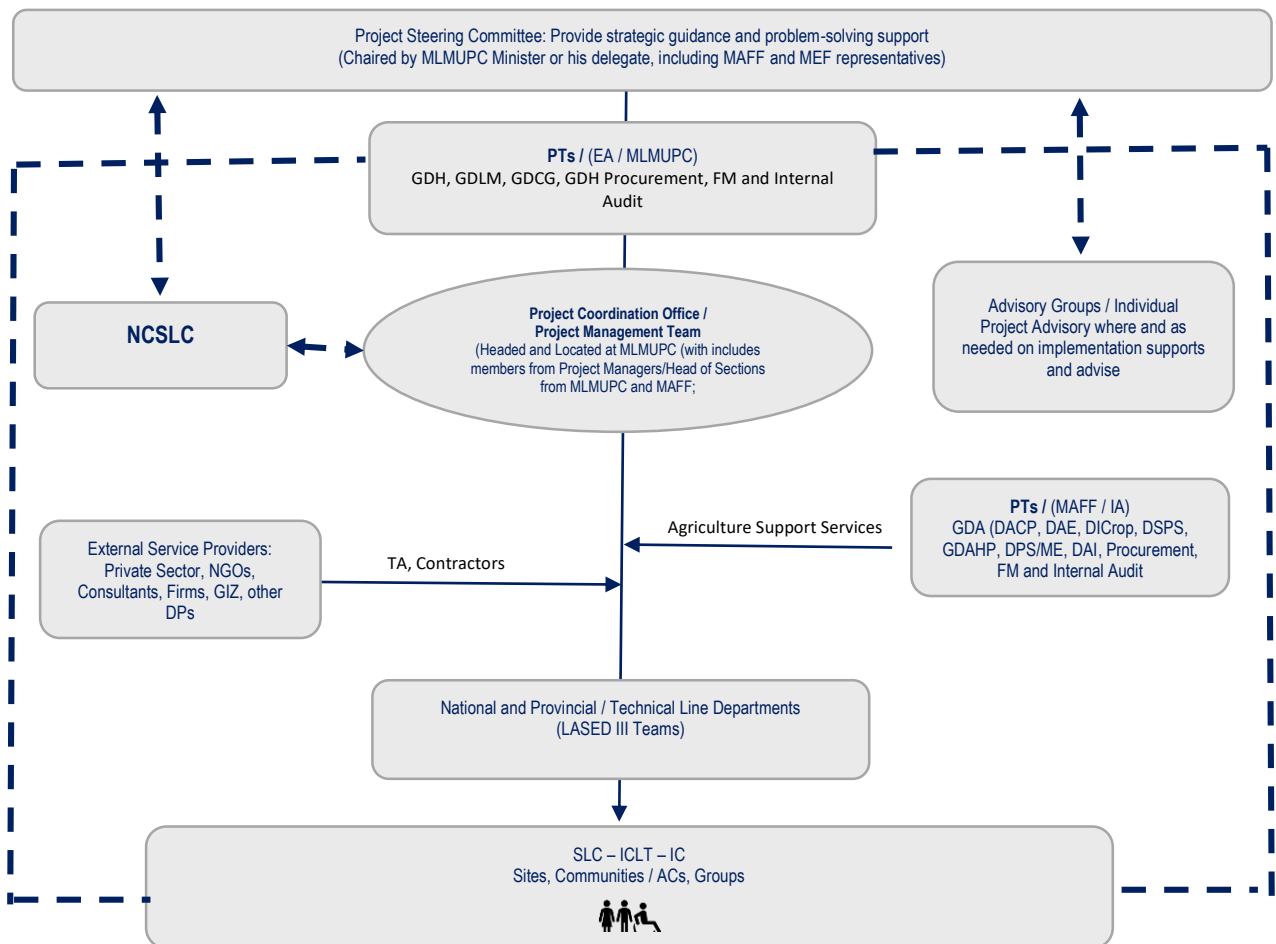 Project Steering Committee: Provide strategic guidance and problem-solving support
(Chaired by MLMUPC Minister or his delegate, including MAFF and MEF representatives)
PTs / (EA / MLMUPC)
GDH, GDLM, GDCG, GDH Procurement, FM and Internal
Audit
NCSLC
Project Coordination Office /
Project Management Team
(Headed and Located at MLMUPC (with includes
members from Project Managers/Head of Sections
from MLMUPC and MAFF;
Advisory Groups / Individual
Project Advisory where and as
needed on implementation supports
and advise
External Service Providers:
Private Sector, NGOs,
Consultants, Firms, GIZ, other
DPs
TA, Contractors
Agriculture Support Services
PTs / (MAFF / IA)
GDA (DACP, DAE, DICrop, DSPS,
GDAHP, DPS/ME, DAI, Procurement,
FM and Internal Audit
National and Provincial / Technical Line Departments
(LASED III Teams)
SLC – ICLT – IC
Sites, Communities / ACs, Groups